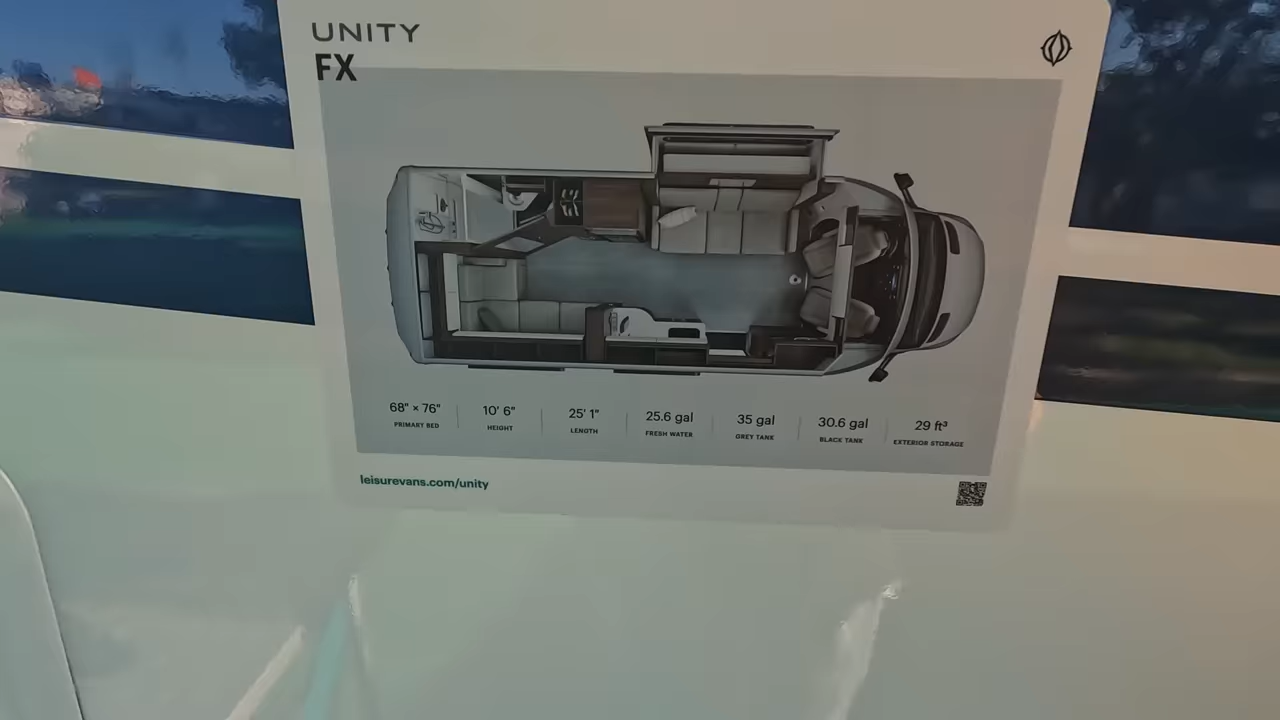 UNITY
FX
68" × 76"
PRIMARY BED
10' 6"
HEIGHT
25' 1"
LENGTH
25.6 gal
FRESH WATER
35 gal
GREY TANK
30.6 gal
BLACK TANK
29 ft³
EXTERIOR STORAGE
leisurevans.com/unity